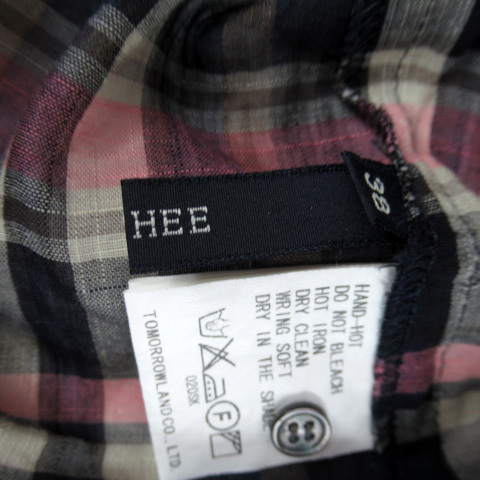 HEE
38
HAND-HOT
DO NOT BLEACH
HOT IRON
DRY CLEAN
WRING SOFT
DRY IN THE SHADE
F
020SK
TOMORROWLAND CO., LTD.